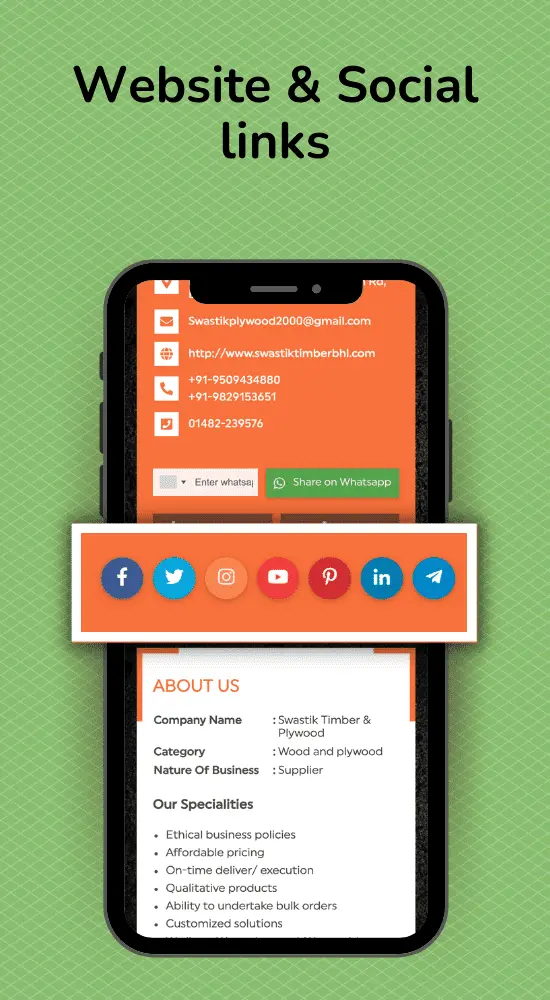 Website & Social
links
Rd,
Swastikplywood2000@gmail.com
http://www.swastiktimberbhl.com
+91-9509434880
+91-9829153651
01482-239576
Enter whatsa
Share on Whatsapp
ABOUT US
Company Name : Swastik Timber &
Plywood
Category : Wood and plywood
Nature Of Business : Supplier
Our Specialities
• Ethical business policies
• Affordable pricing
• On-time deliver/ execution
• Qualitative products
• Ability to undertake bulk orders
• Customized solutions